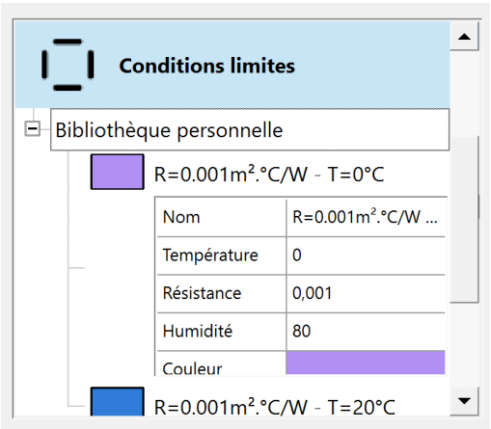 Conditions limites
Bibliothèque personnelle
R=0.001m².°C/W - T=0°C
Nom R=0.001m².°C/W ...
Température 0
Résistance 0,001
Humidité 80
Couleur
R=0.001m².°C/W - T=20°C